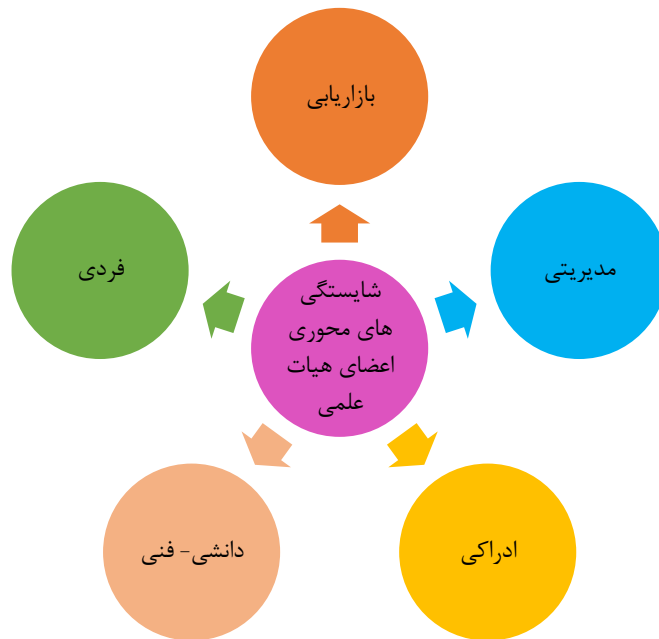 بازاریابی
فردی
مدیریتی
شایستگی
های محوری
اعضای هیات
علمی
دانشی- فنی
ادراکی